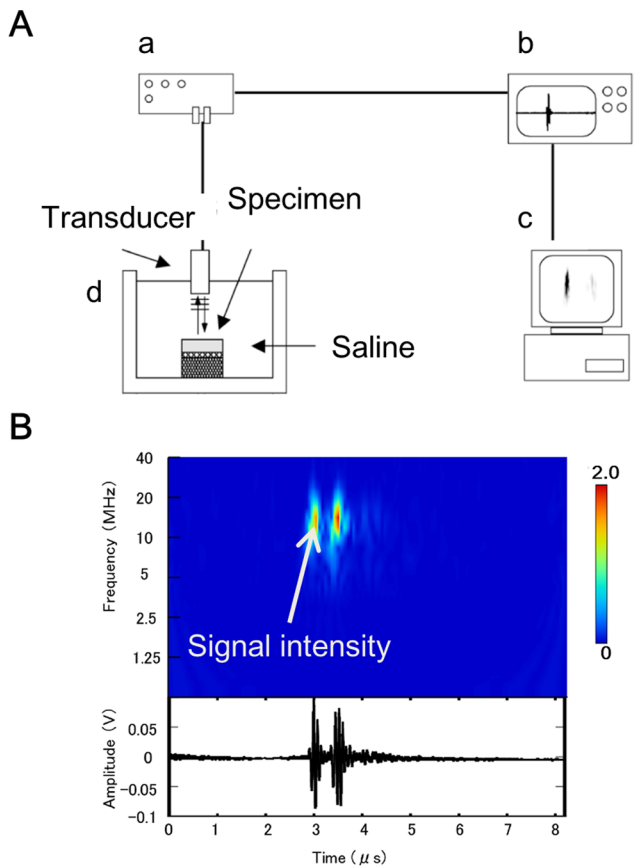 A
a
b
Specimen
Transducer
c
d
Saline
B
40
20
10
5
2.5
1.25
Frequency (MHz)
Signal intensity
2.0
0
0.05
0
-0.05
-0.1
Amplitude (V)
0 1 2 3 4 5 6 7 8
Time (μs)